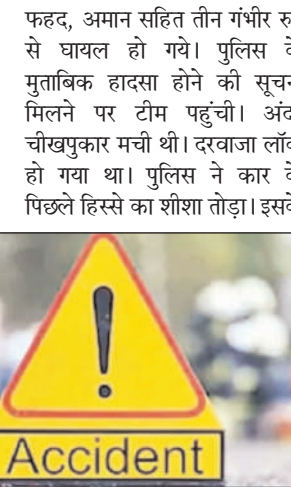 फहद, अमान सहित तीन गंभीर रु
से घायल हो गये। पुलिस के
मुताबिक हादसा होने की सूचन
मिलने पर टीम पहुंची। अंद
चीखपुकार मची थी। दरवाजा लॉक
हो गया था। पुलिस ने कार के
पिछले हिस्से का शीशा तोड़ा। इसके
Accident